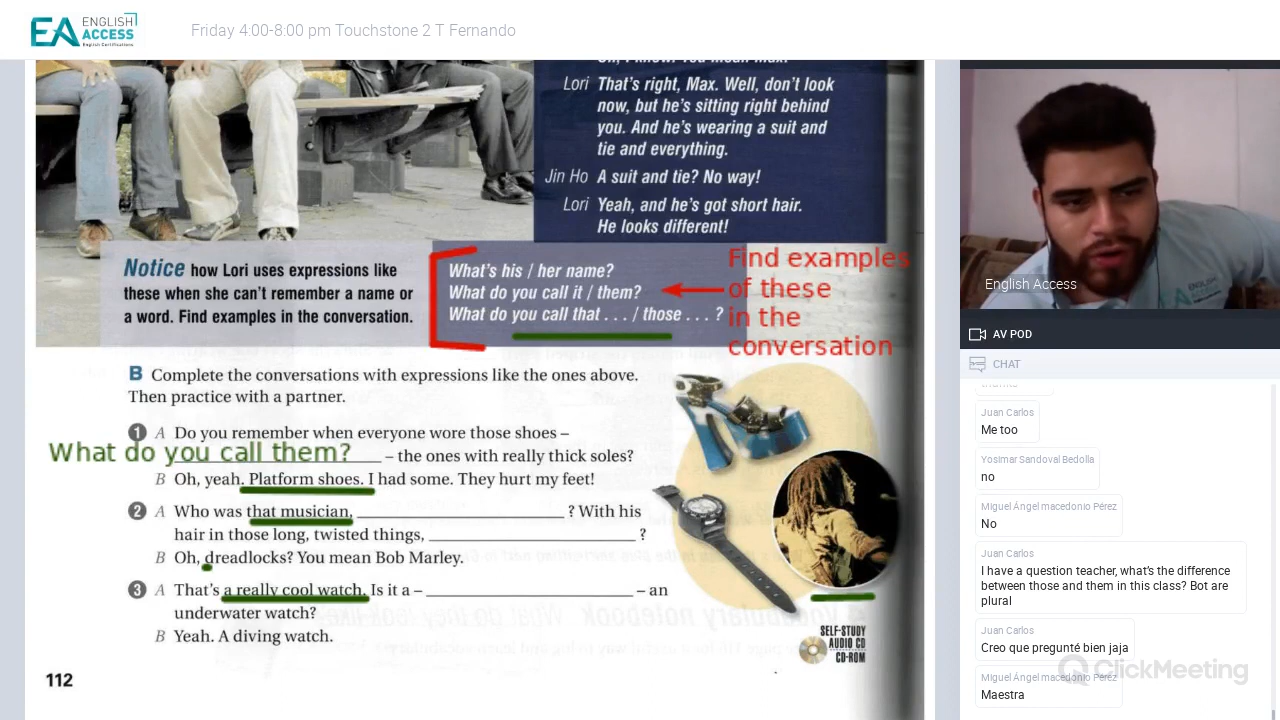 EA ENGLISH ACCESS
English Certifications
Friday 4:00-8:00 pm Touchstone 2 T Fernando
Oh, I know! You mean Max!
Lori That's right, Max. Well, don't look
now, but he's sitting right behind
you. And he's wearing a suit and
tie and everything.
Jin Ho A suit and tie? No way!
Lori Yeah, and he's got short hair.
He looks different!
Notice how Lori uses expressions like
these when she can't remember a name or
a word. Find examples in the conversation.
What's his / her name?
What do you call it / them?
What do you call that . . . / those . . . ?
Find examples
of these
in the
conversation
B Complete the conversations with expressions like the ones above.
Then practice with a partner.
1 A Do you remember when everyone wore those shoes –
What do you call them?
– the ones with really thick soles?
B Oh, yeah. Platform shoes. I had some. They hurt my feet!
2 A Who was that musician, ____________________ ? With his
hair in those long, twisted things, ____________________ ?
B Oh, dreadlocks? You mean Bob Marley.
3 A That's a really cool watch. Is it a – ____________________ – an
underwater watch?
B Yeah. A diving watch.
SELF-STUDY
AUDIO CD
CD-ROM
112
English Access
AV POD
CHAT
Juan Carlos
Me too
Yosimar Sandoval Bedolla
no
Miguel Ángel macedonio Pérez
No
Juan Carlos
I have a question teacher, what's the difference
between those and them in this class? Bot are
plural
Juan Carlos
Creo que pregunté bien jaja
Miguel Ángel macedonio Pérez
Maestra
ClickMeeting